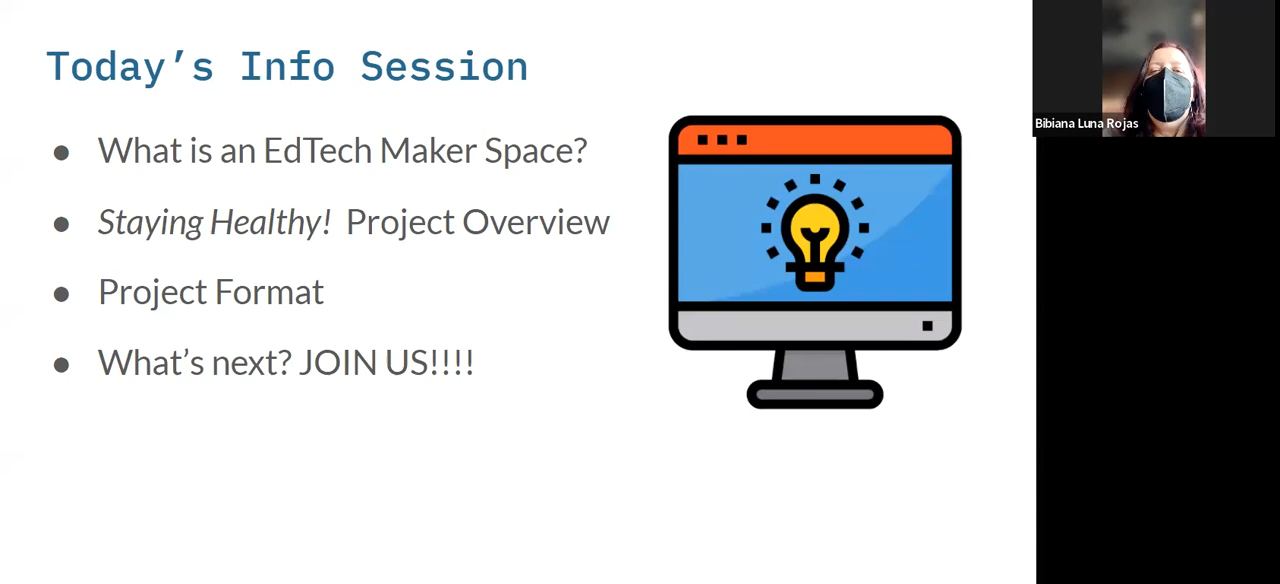 Today’s Info Session
● What is an EdTech Maker Space?
● Staying Healthy! Project Overview
● Project Format
● What’s next? JOIN US!!!!
Bibiana Luna Rojas